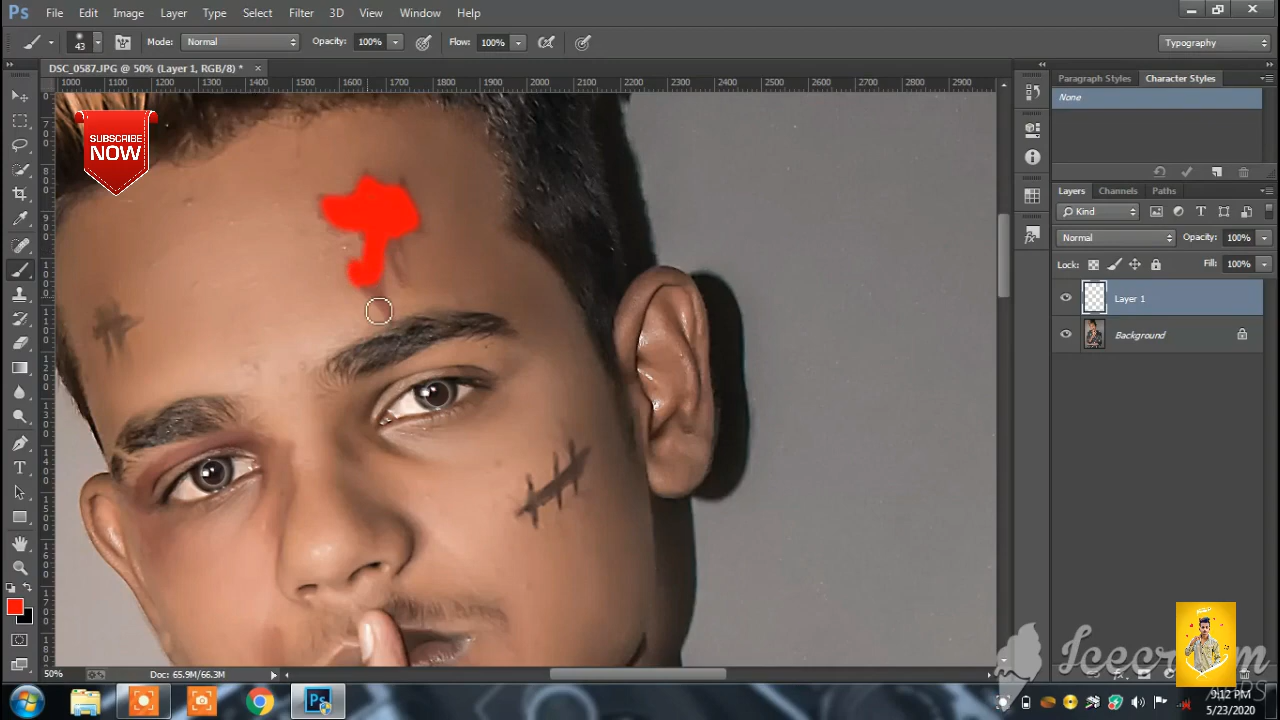 Ps File Edit Image Layer Type Select Filter 3D View Window Help
43 Mode: Normal Opacity: 100% Flow: 100% Typography
DSC_0587.JPG @ 50% (Layer 1, RGB/8) * ×
1000 1100 1200 1300 1400 1500 1600 1700 1800 1900 2000 2100 2200 2300 2400 2500 2600 2700 2800 2900
Paragraph Styles Character Styles
None
SUBSCRIBE
NOW
Layers Channels Paths
Kind
Normal Opacity: 100%
Lock: Fill: 100%
Layer 1
Background
50% Doc: 65.9M/66.3M
Icecream
APPS
Ps
9:12 PM
5/23/2020